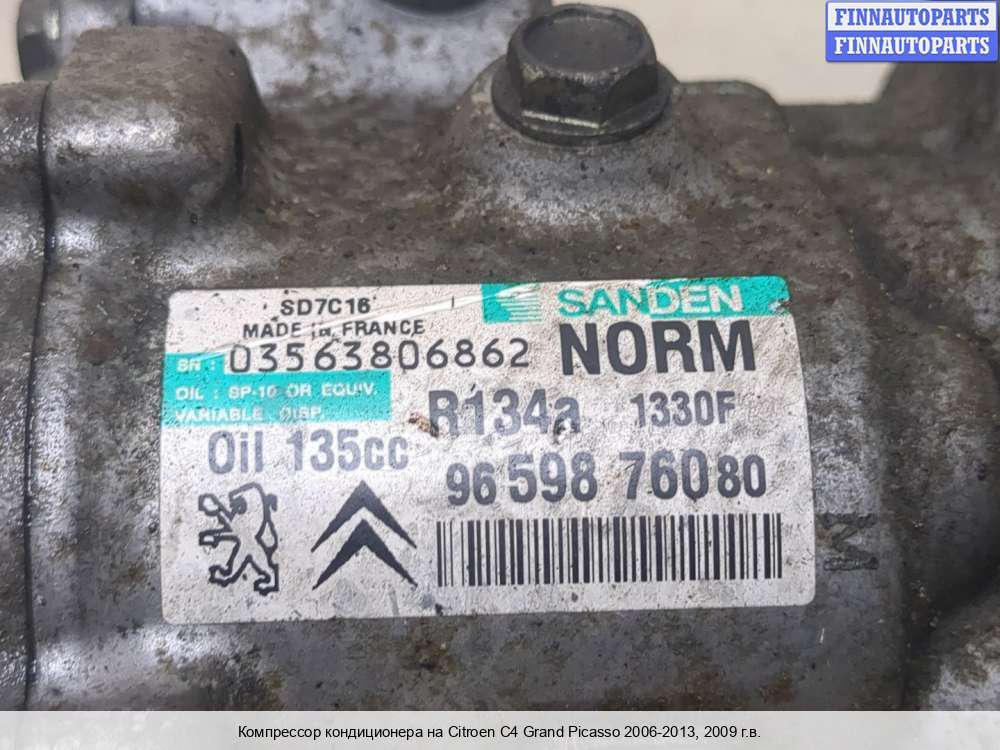 FINNAUTOPARTS
FINNAUTOPARTS
SD7C16
SANDEN
MADE in FRANCE
NORM
SN : 03563806862
OIL : SP-10 OR EQUIV.
VARIABLE DISP.
R134a 1330F
Oil 135cc
96 598 760 80
Компрессор кондиционера на Citroen C4 Grand Picasso 2006-2013, 2009 г.в.